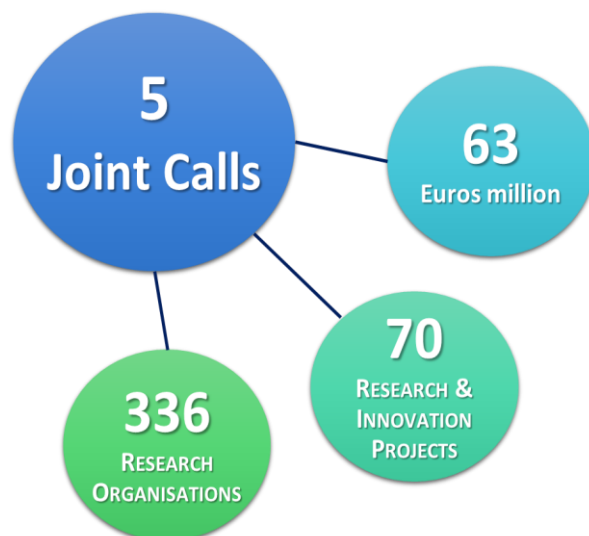 5
Joint Calls
63
Euros million
70
Research &
Innovation
Projects
336
Research
Organisations